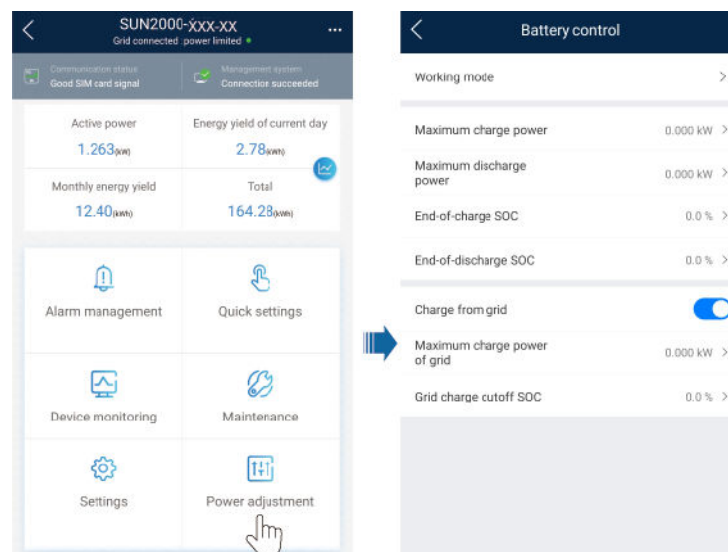 SUN2000-XXX-XX
Grid connected :power limited
Communication status
Good SIM card signal
Management system
Connection succeeded
Active power
1.263(kW)
Energy yield of current day
2.78(kWh)
Monthly energy yield
12.40(kWh)
Total
164.28(kWh)
Alarm management
Quick settings
Device monitoring
Maintenance
Settings
Power adjustment
Battery control
Working mode
Maximum charge power
0.000 kW
Maximum discharge
power
0.000 kW
End-of-charge SOC
0.0 %
End-of-discharge SOC
0.0 %
Charge from grid
Maximum charge power
of grid
0.000 kW
Grid charge cutoff SOC
0.0 %